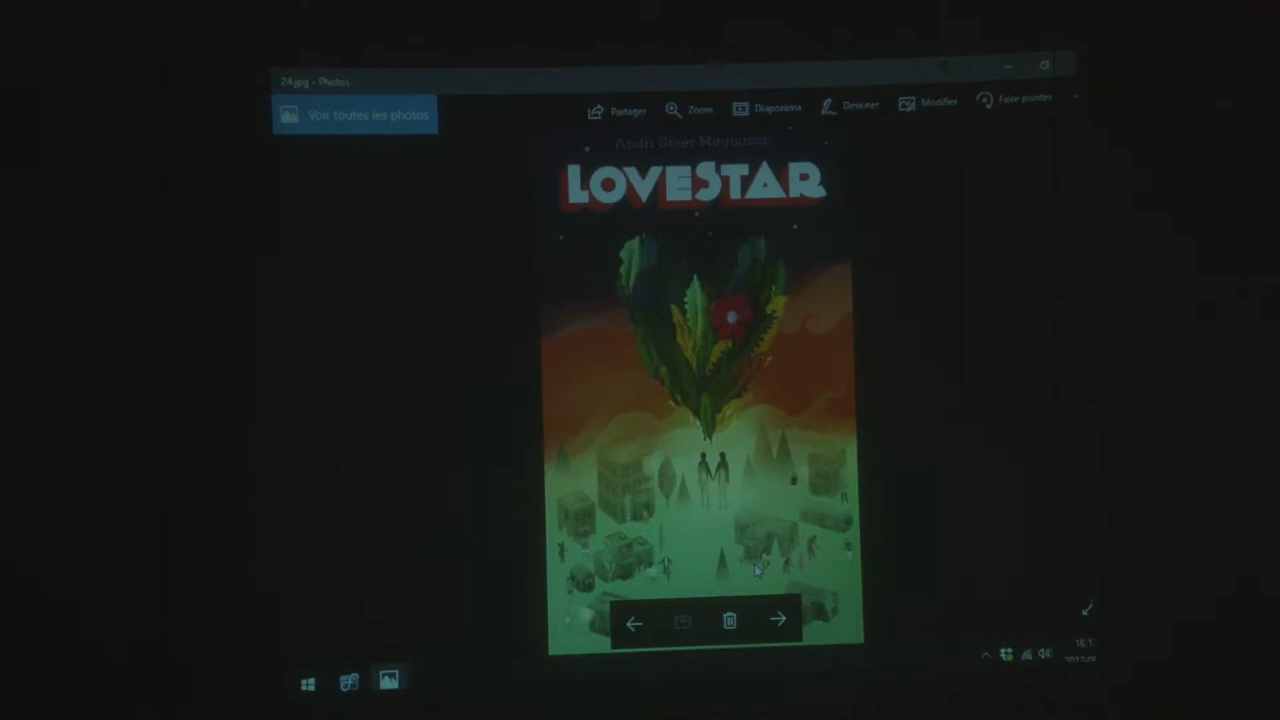 24.jpg - Photos
Voir toutes les photos
Partager
Zoom
Diaporama
Dessiner
Modifier
Faire pivoter
Andri Snær Magnason
LOVESTAR